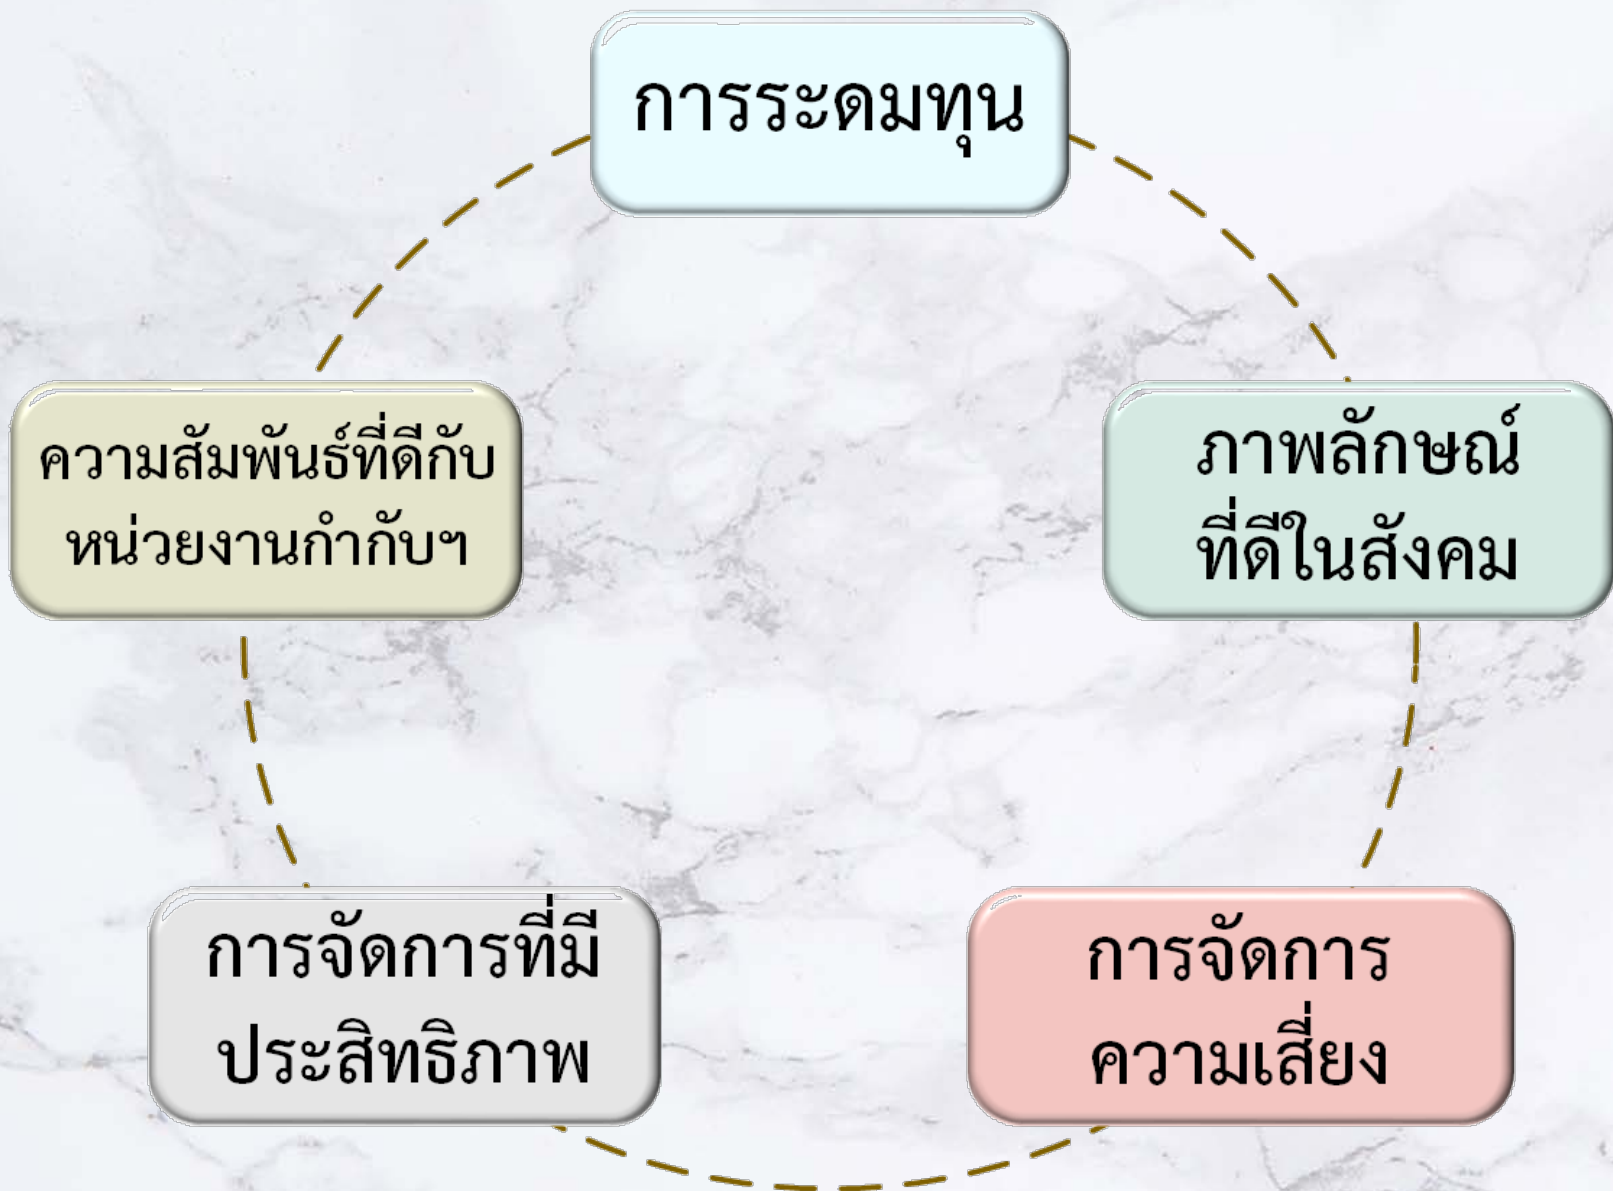 การระดมทุน
ภาพลักษณ์
ที่ดีในสังคม
การจัดการ
ความเสี่ยง
การจัดการที่มี
ประสิทธิภาพ
ความสัมพันธ์ที่ดีกับ
หน่วยงานกำกับฯ